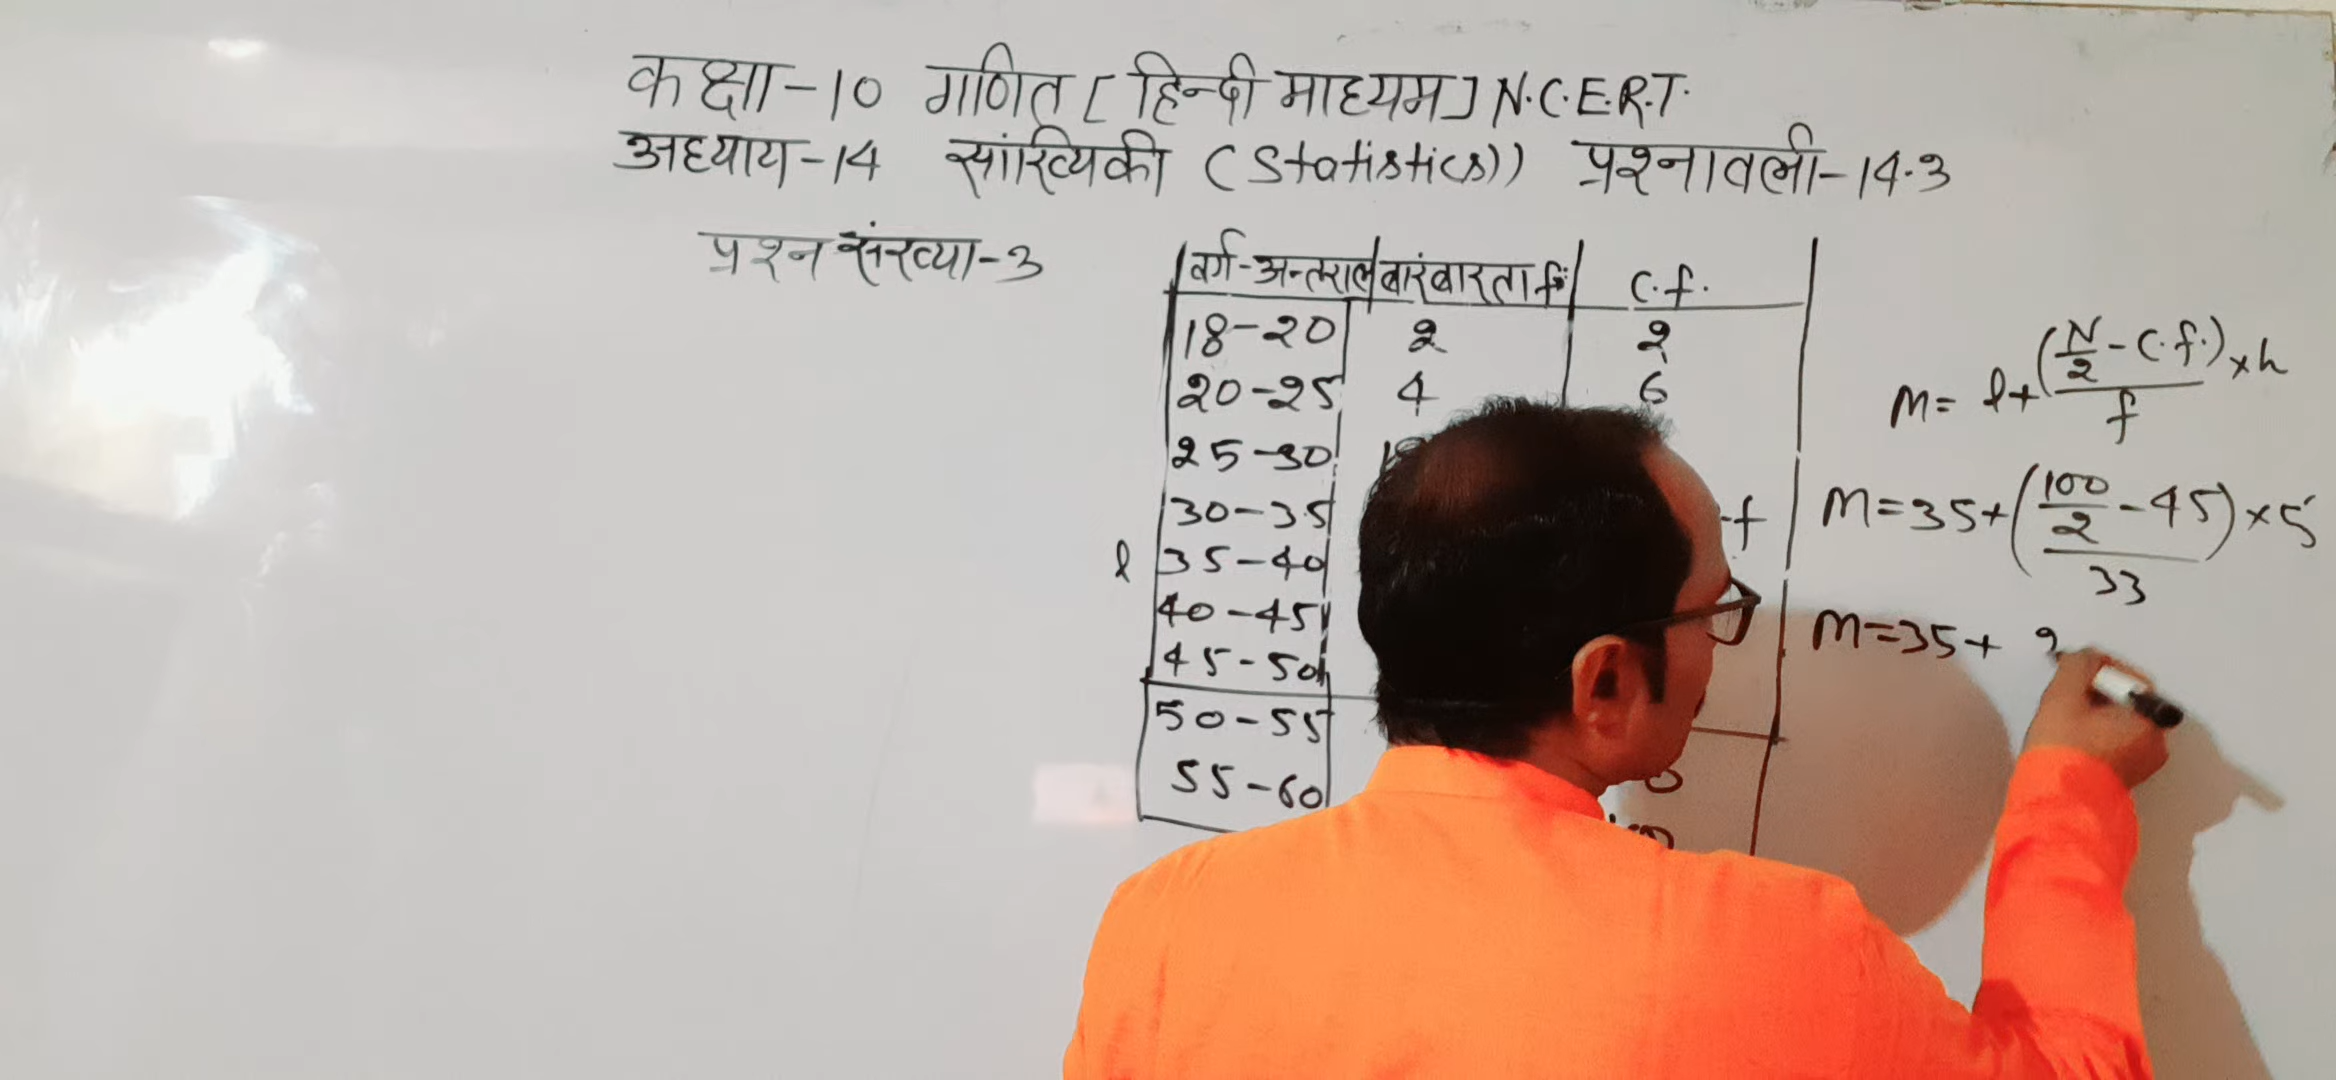 कक्षा-10 गणित [हिन्दी माध्यम] N.C.E.R.T.
अध्याय-14 सांख्यिकी (Statistics)) प्रश्नावली-14.3
प्रश्न संख्या-3
वर्ग-अन्तराल बारंबारता fi c.f.
18-20 2 2
20-25 4 6
25-30
30-35 f
l 35-40
40-45
45-50
50-55
55-60
M= l+(N/2-c.f.)/f×h
M=35+(100/2-45)/33×5
M=35+